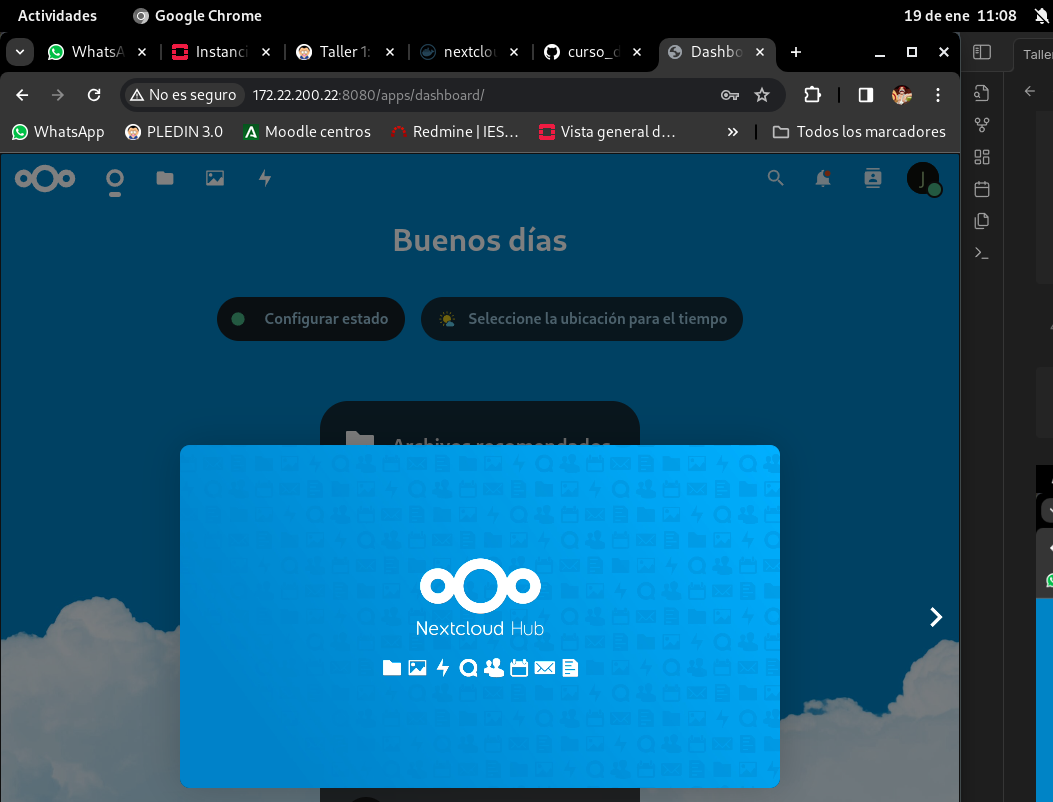 Actividades
Google Chrome
19 de ene 11:08
WhatsA
Instanci
Taller 1:
nextclou
curso_d
Dashbo
Taller
No es seguro
172.22.200.22:8080/apps/dashboard/
WhatsApp
PLEDIN 3.0
Moodle centros
Redmine | IES…
Vista general d…
»
Todos los marcadores
J
Buenos días
Configurar estado
Seleccione la ubicación para el tiempo
Archivos recomendados
Nextcloud Hub